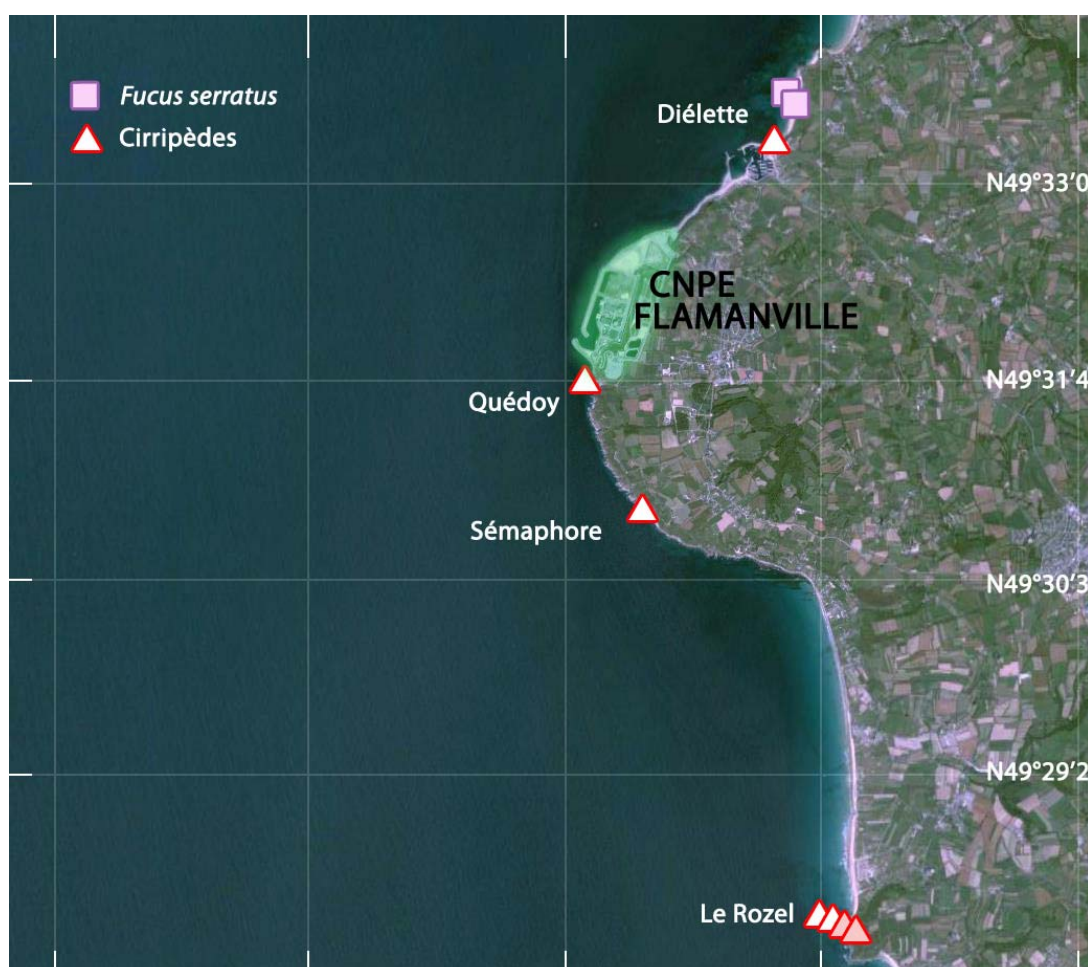 Fucus serratus
Cirripèdes
Diélette
N49°33'0
CNPE
FLAMANVILLE
N49°31'4
Quédoy
Sémaphore
N49°30'3
N49°29'2
Le Rozel